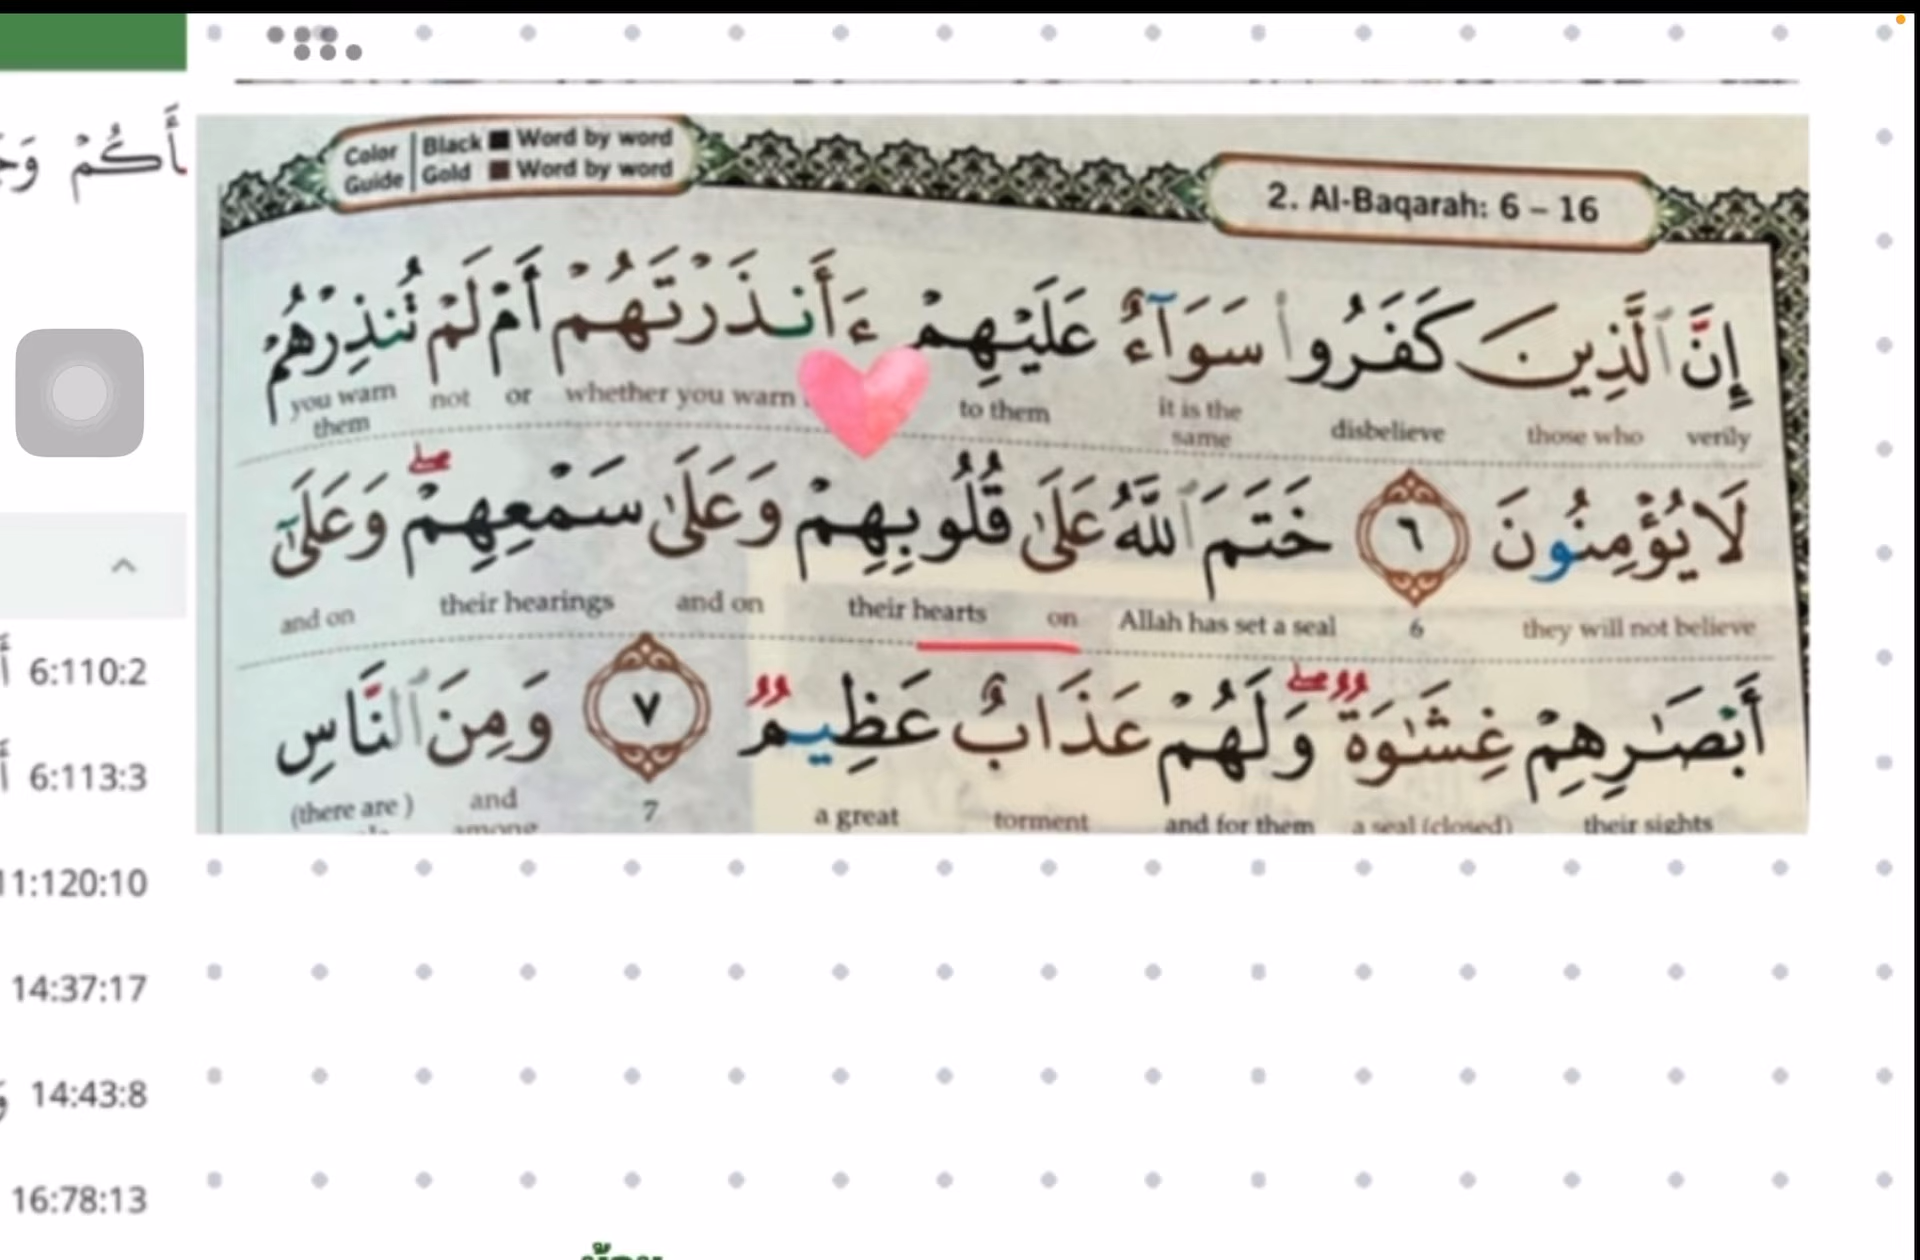 أَكُمْ وَجَ
Color Guide
Black ■ Word by word
Gold ■ Word by word
2. Al-Baqarah: 6 – 16
إِنَّ ٱلَّذِينَ كَفَرُوا۟ سَوَآءٌ عَلَيْهِمْ ءَأَنذَرْتَهُمْ أَمْ لَمْ تُنذِرْهُمْ
verily those who disbelieve it is the same to them whether you warn or not you warn them
لَا يُؤْمِنُونَ ٦ خَتَمَ ٱللَّهُ عَلَىٰ قُلُوبِهِمْ وَعَلَىٰ سَمْعِهِمْ ۖ وَعَلَىٰٓ
they will not believe 6 Allah has set a seal on their hearts and on their hearings and on
أَبْصَـٰرِهِمْ غِشَـٰوَةٌ ۖ وَلَهُمْ عَذَابٌ عَظِيمٌ ٧ وَمِنَ ٱلنَّاسِ
their sights a seal (closed) and for them torment a great 7 and among (there are )
6:110:2
6:113:3
11:120:10
14:37:17
14:43:8
16:78:13